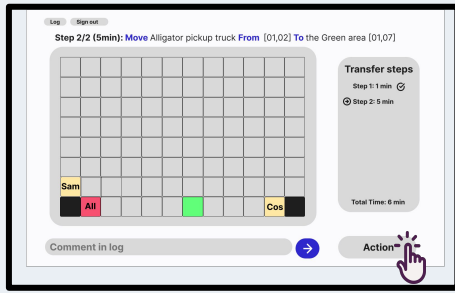 Log Sign out
Step 2/2 (5min): Move Alligator pickup truck From [01,02] To the Green area [01,07]
Transfer steps
Step 1: 1 min
Step 2: 5 min
Sam
All
Cos
Total Time: 6 min
Comment in log
Action